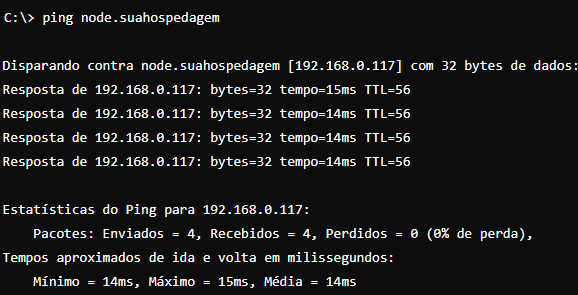 C:\> ping node.suahospedagem
Disparando contra node.suahospedagem [192.168.0.117] com 32 bytes de dados:
Resposta de 192.168.0.117: bytes=32 tempo=15ms TTL=56
Resposta de 192.168.0.117: bytes=32 tempo=14ms TTL=56
Resposta de 192.168.0.117: bytes=32 tempo=14ms TTL=56
Resposta de 192.168.0.117: bytes=32 tempo=14ms TTL=56
Estatísticas do Ping para 192.168.0.117:
Pacotes: Enviados = 4, Recebidos = 4, Perdidos = 0 (0% de perda),
Tempos aproximados de ida e volta em milissegundos:
Mínimo = 14ms, Máximo = 15ms, Média = 14ms